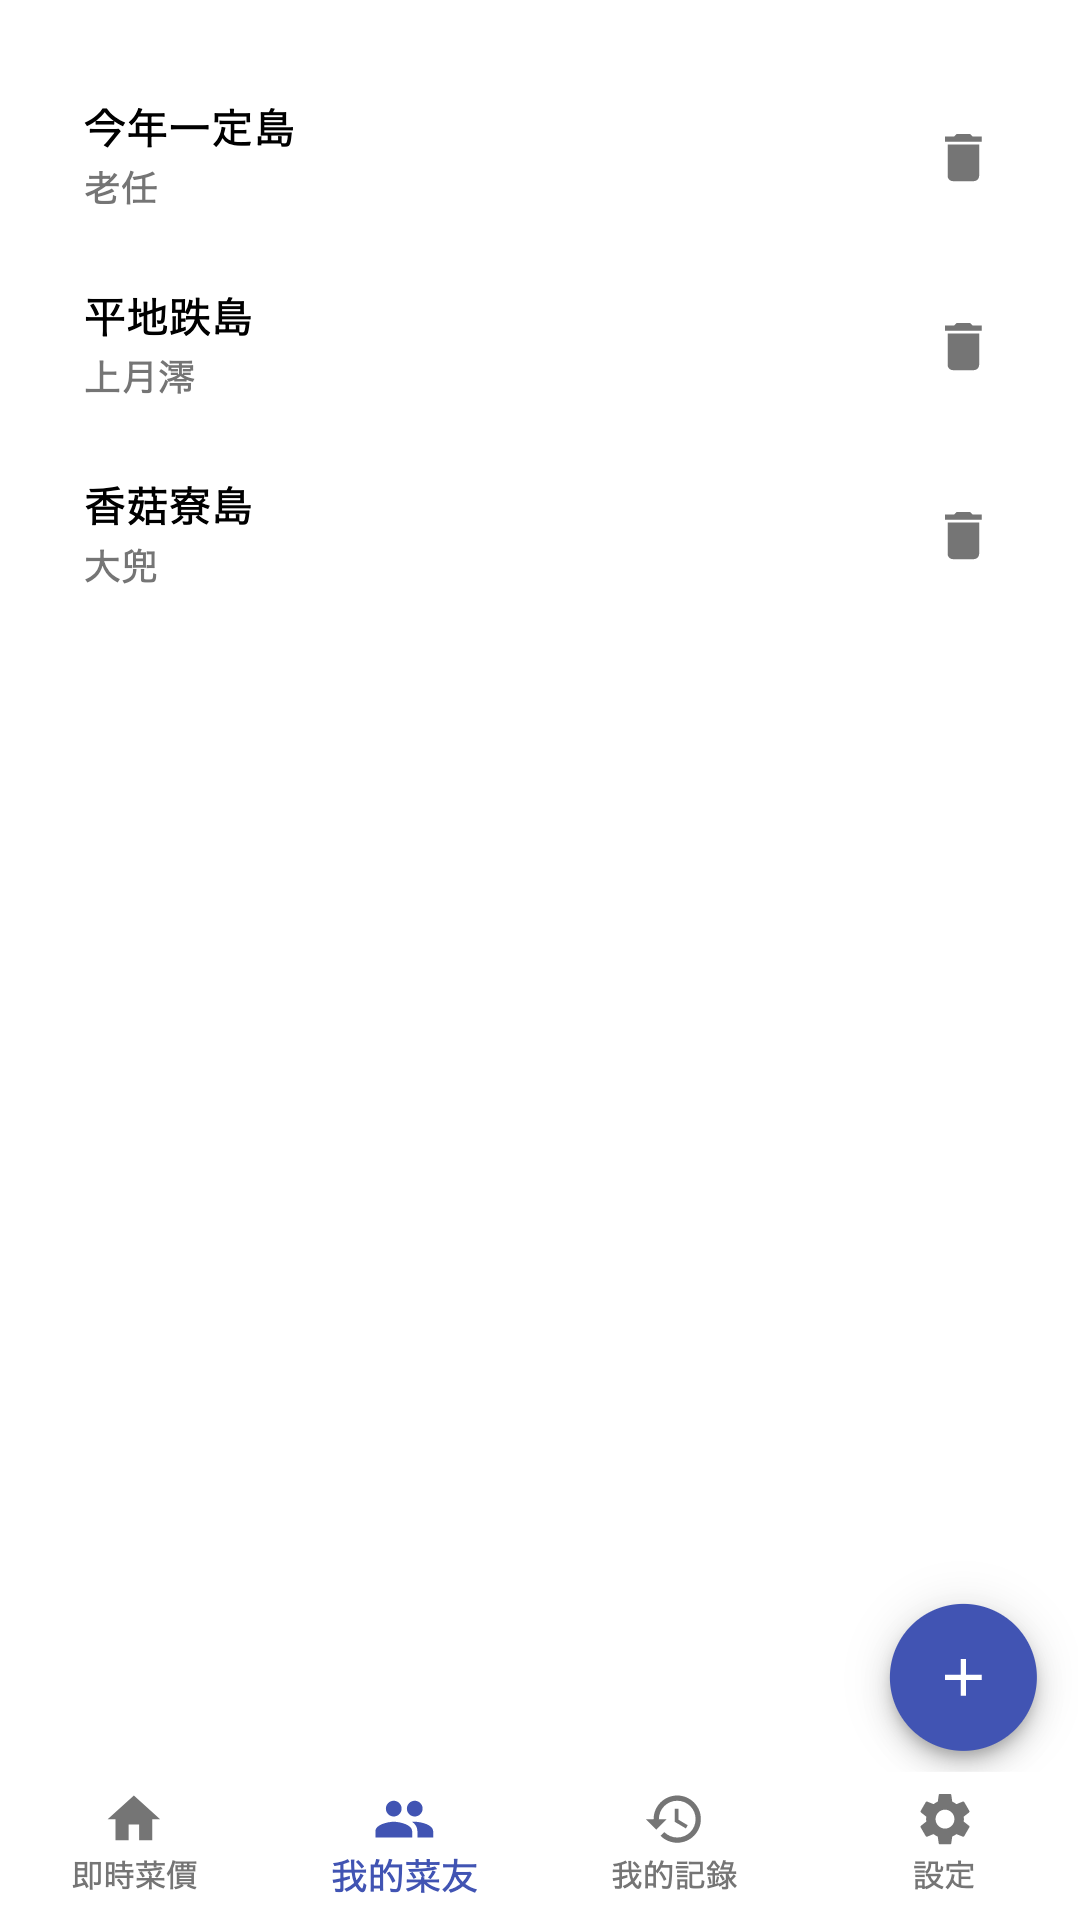 今年一定島
老任
平地跌島
上月澪
香菇寮島
大兜
即時菜價
我的菜友
我的記錄
設定